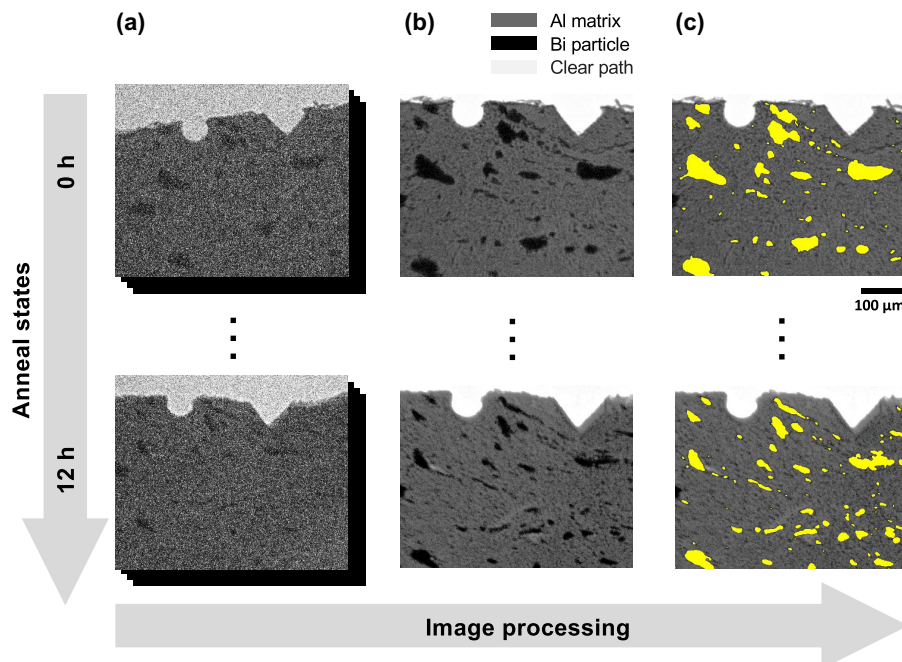 (a)
(b)
(c)
Al matrix
Bi particle
Clear path
0 h
100 μm
Anneal states
12 h
Image processing